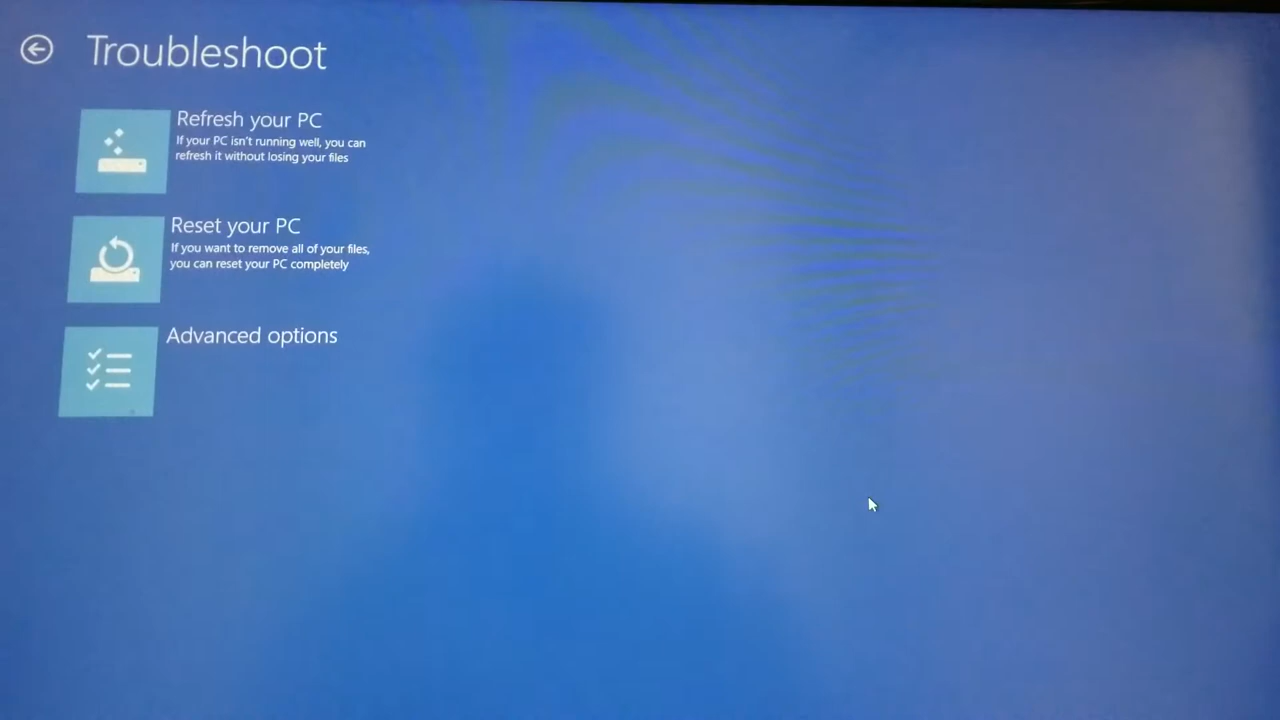 Troubleshoot
Refresh your PC
If your PC isn't running well, you can
refresh it without losing your files
Reset your PC
If you want to remove all of your files,
you can reset your PC completely
Advanced options